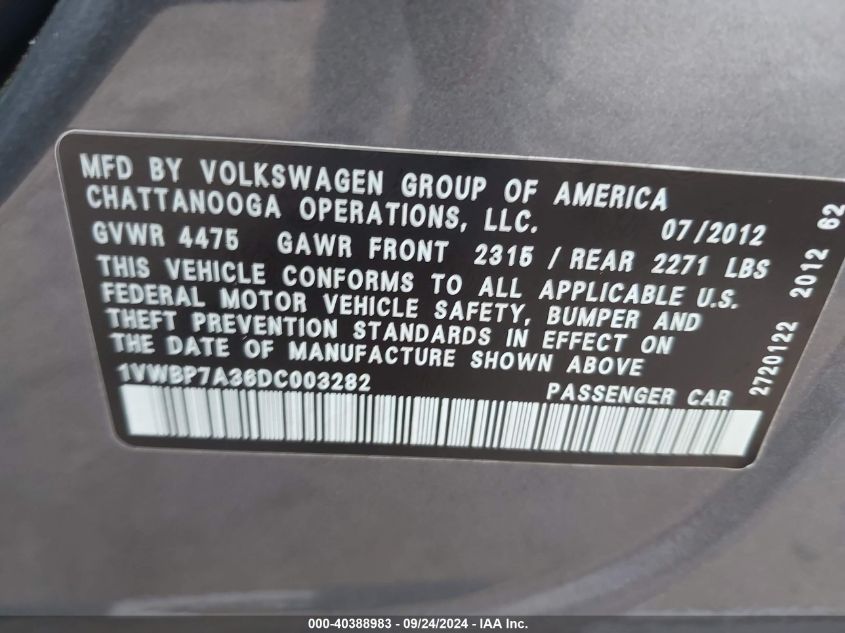 MFD BY VOLKSWAGEN GROUP OF AMERICA
CHATTANOOGA OPERATIONS, LLC. 07/2012
GVWR 4475 GAWR FRONT 2315 / REAR 2271 LBS
THIS VEHICLE CONFORMS TO ALL APPLICABLE U.S.
FEDERAL MOTOR VEHICLE SAFETY, BUMPER AND
THEFT PREVENTION STANDARDS IN EFFECT ON
THE DATE OF MANUFACTURE SHOWN ABOVE
1VWBP7A36DC003282 PASSENGER CAR
2720122 2012 62
000-40388983 - 09/24/2024 - IAA Inc.